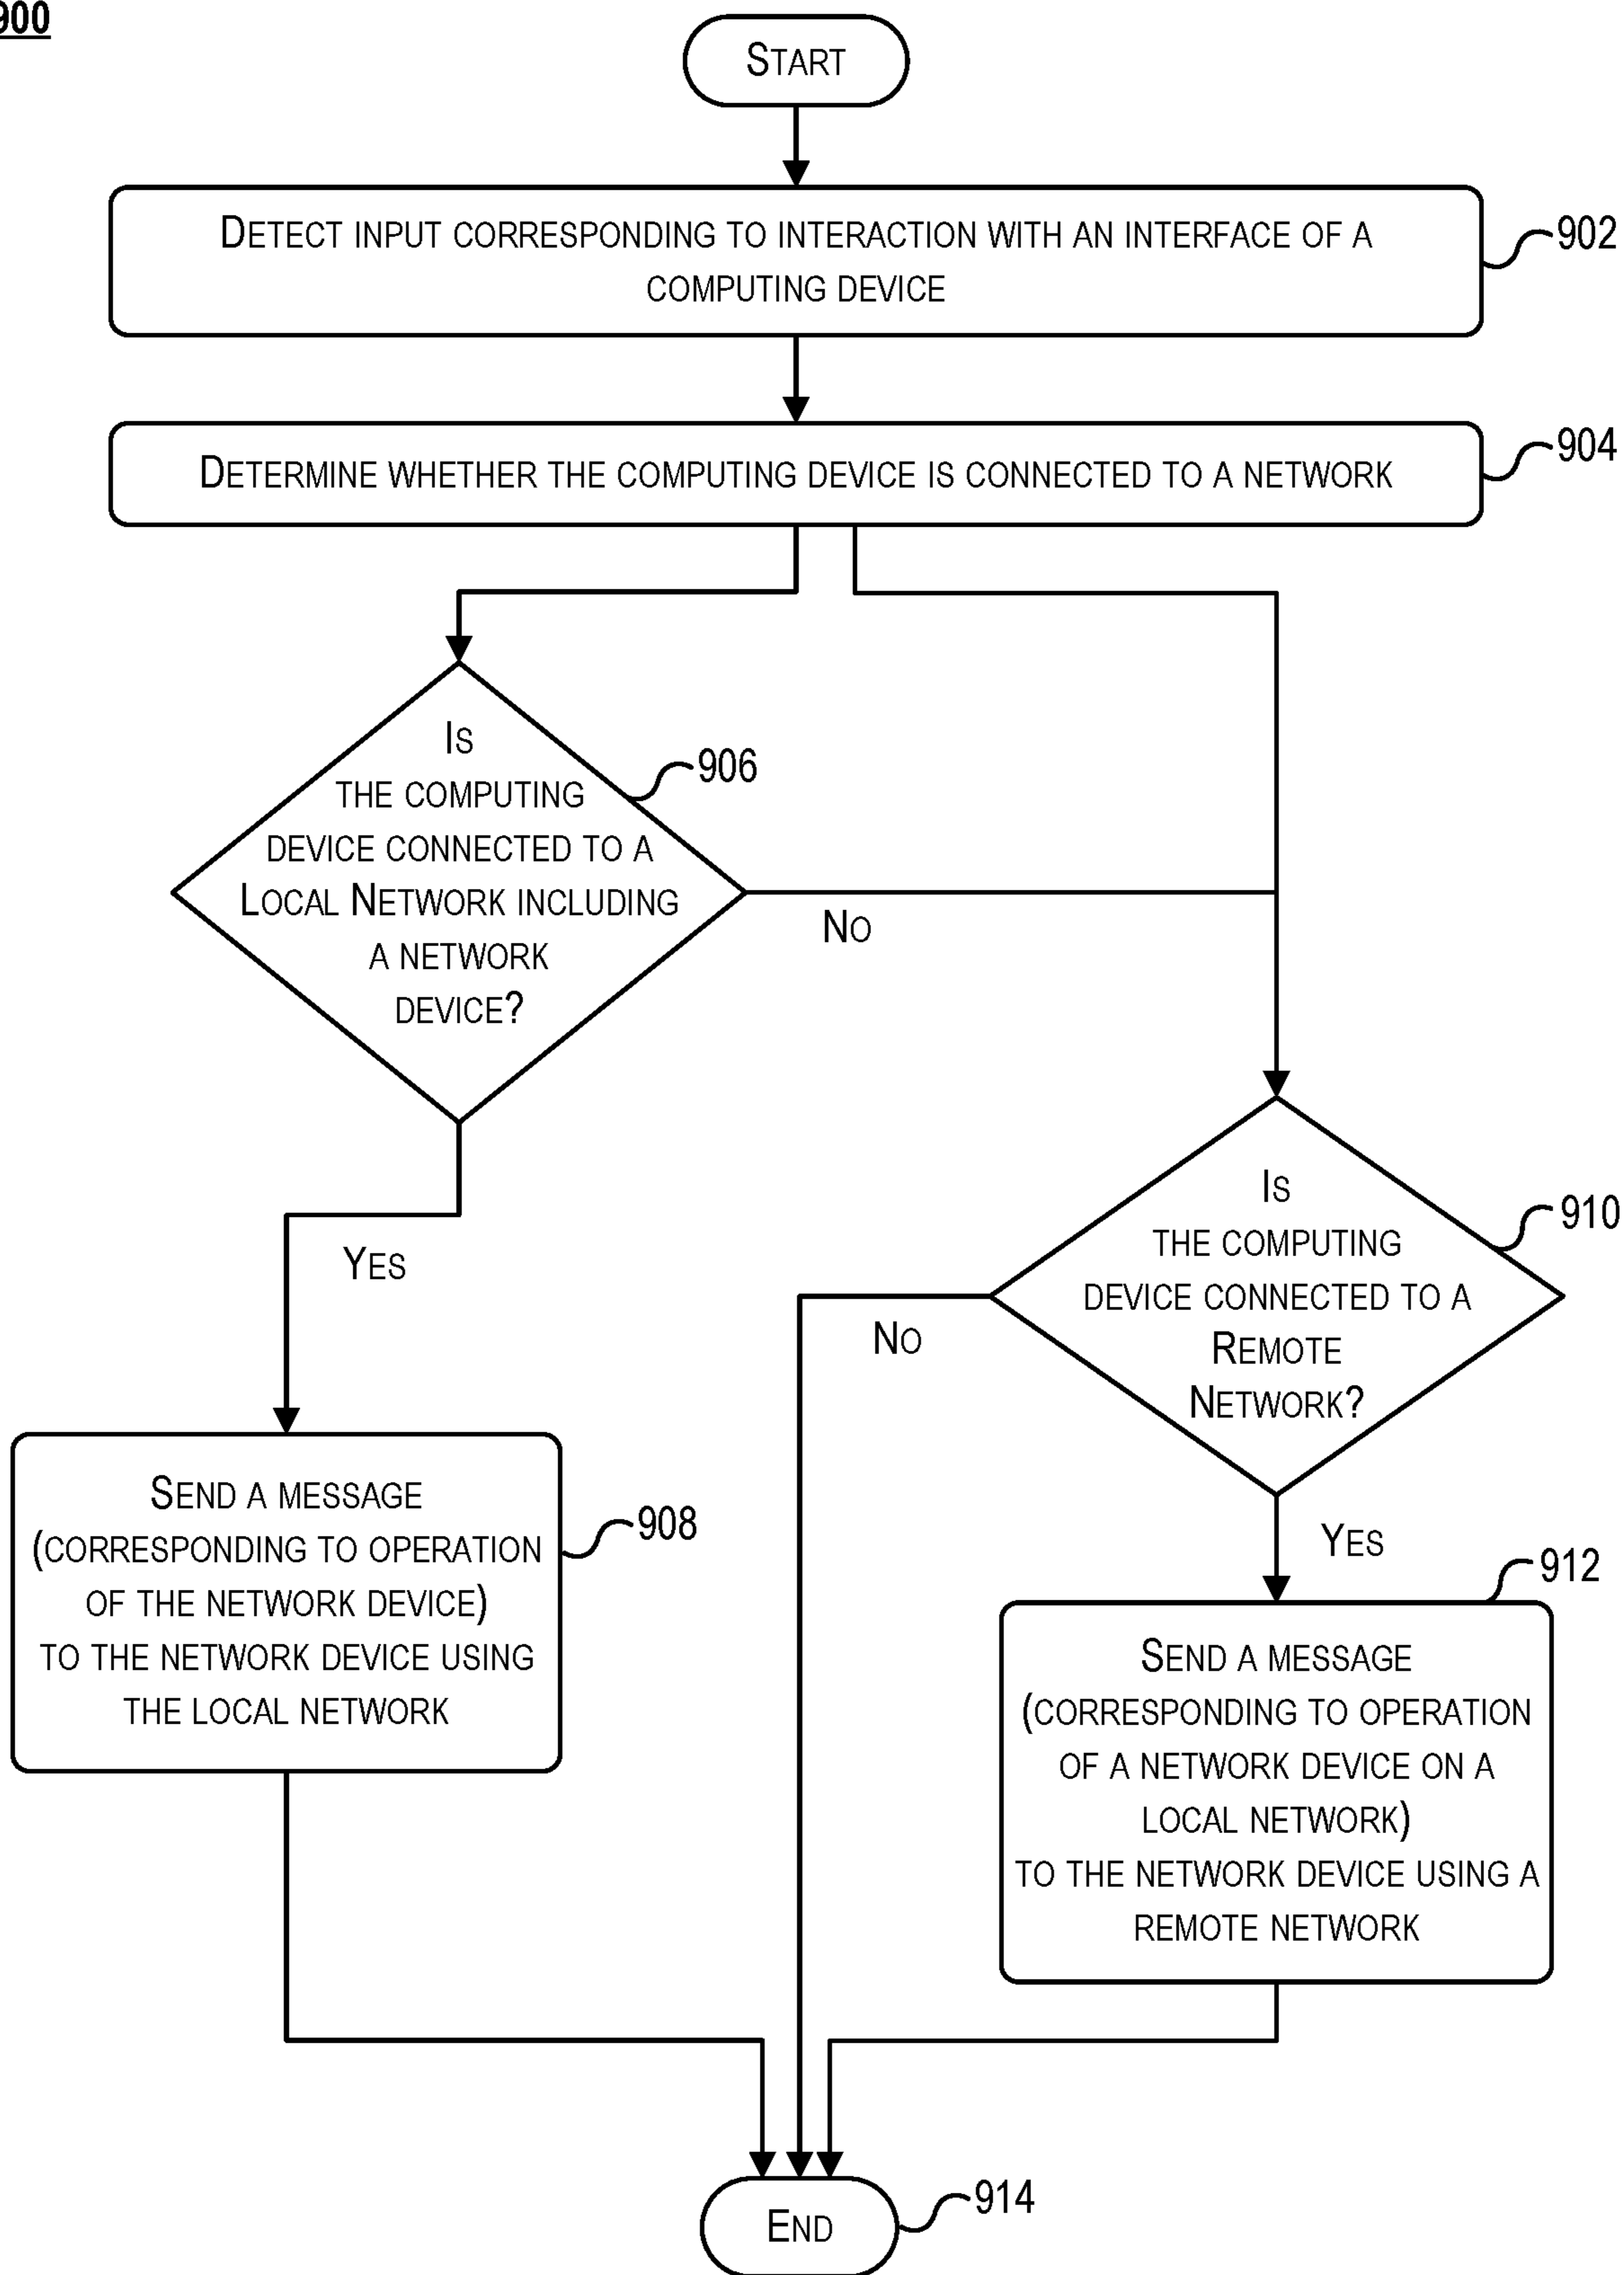 900
START
DETECT INPUT CORRESPONDING TO INTERACTION WITH AN INTERFACE OF A
COMPUTING DEVICE
902
DETERMINE WHETHER THE COMPUTING DEVICE IS CONNECTED TO A NETWORK
904
IS
THE COMPUTING
DEVICE CONNECTED TO A
LOCAL NETWORK INCLUDING
A NETWORK
DEVICE?
906
NO
YES
IS
THE COMPUTING
DEVICE CONNECTED TO A
REMOTE
NETWORK?
910
NO
YES
SEND A MESSAGE
(CORRESPONDING TO OPERATION
OF THE NETWORK DEVICE)
TO THE NETWORK DEVICE USING
THE LOCAL NETWORK
908
SEND A MESSAGE
(CORRESPONDING TO OPERATION
OF A NETWORK DEVICE ON A
LOCAL NETWORK)
TO THE NETWORK DEVICE USING A
REMOTE NETWORK
912
END
914